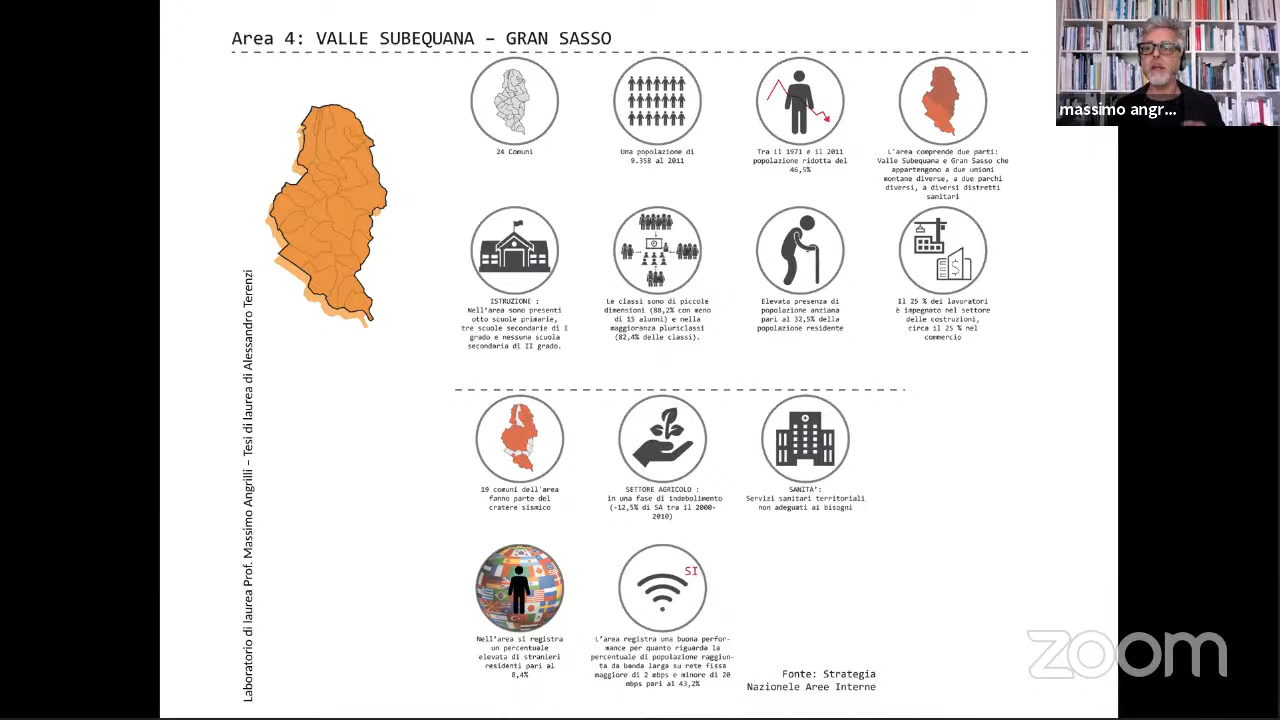 Area 4: VALLE SUBEQUANA – GRAN SASSO
massimo angr...
24 Comuni
Una popolazione di
9.358 al 2011
Tra il 1971 e il 2011
popolazione ridotta del
46,5%
L'area comprende due parti:
Valle Subequana e Gran Sasso che
appartengono a due unioni
montane diverse, a due parchi
diversi, a diversi distretti
sanitari
ISTRUZIONE :
Nell'area sono presenti
otto scuole primarie,
tre scuole secondarie di I
grado e nessuna scuola
secondaria di II grado.
Le classi sono di piccole
dimensioni (88,2% con meno
di 15 alunni) e nella
maggioranza pluriclassi
(82,4% delle classi).
Elevata presenza di
popolazione anziana
pari al 32,5% della
popolazione residente
Il 25 % dei lavoratori
è impegnato nel settore
delle costruzioni,
circa il 25 % nel
commercio
19 comuni dell'area
fanno parte del
cratere sismico
SETTORE AGRICOLO :
in una fase di indebolimento
(-12,5% di SA tra il 2000-
2010)
SANITA':
Servizi sanitari territoriali
non adeguati ai bisogni
Nell'area si registra
un percentuale
elevata di stranieri
residenti pari al
8,4%
SI
L'area registra una buona perfor-
mance per quanto riguarda la
percentuale di popolazione raggiun-
ta da banda larga su rete fissa
maggiore di 2 mbps e minore di 20
mbps pari al 43,2%
Fonte: Strategia
Nazionele Aree Interne
Laboratorio di laurea Prof. Massimo Angrilli – Tesi di laurea di Alessandro Terenzi
zoom